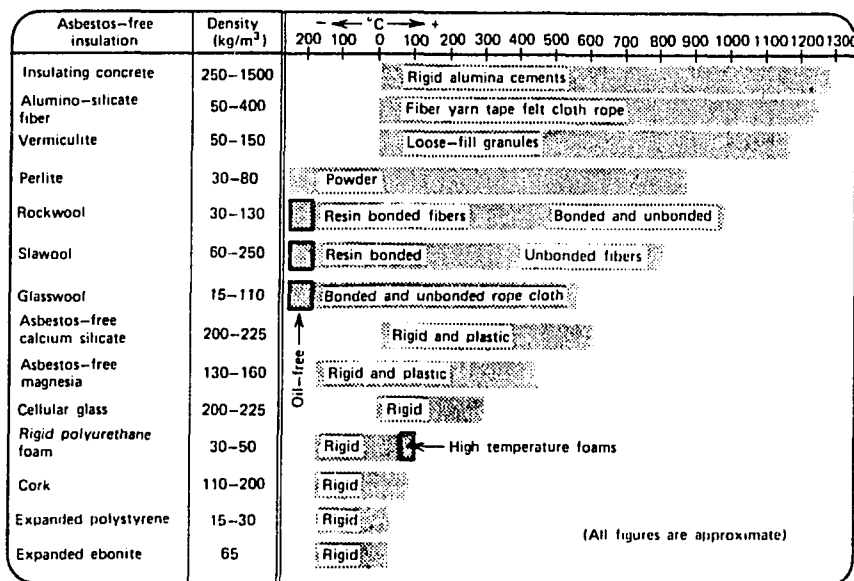 Asbestos-free insulation
Density (kg/m³)
− ← °C → +
200 100 0 100 200 300 400 500 600 700 800 900 1000 1100 1200 1300
Insulating concrete 250-1500 Rigid alumina cements
Alumino-silicate fiber 50-400 Fiber yarn tape felt cloth rope
Vermiculite 50-150 Loose-fill granules
Perlite 30-80 Powder
Rockwool 30-130 Resin bonded fibers Bonded and unbonded
Slawool 60-250 Resin bonded Unbonded fibers
Glasswool 15-110 Bonded and unbonded rope cloth
Asbestos-free calcium silicate 200-225 Rigid and plastic
Asbestos-free magnesia 130-160 Rigid and plastic
Oil-free
Cellular glass 200-225 Rigid
Rigid polyurethane foam 30-50 Rigid High temperature foams
Cork 110-200 Rigid
Expanded polystyrene 15-30 Rigid
(All figures are approximate)
Expanded ebonite 65 Rigid